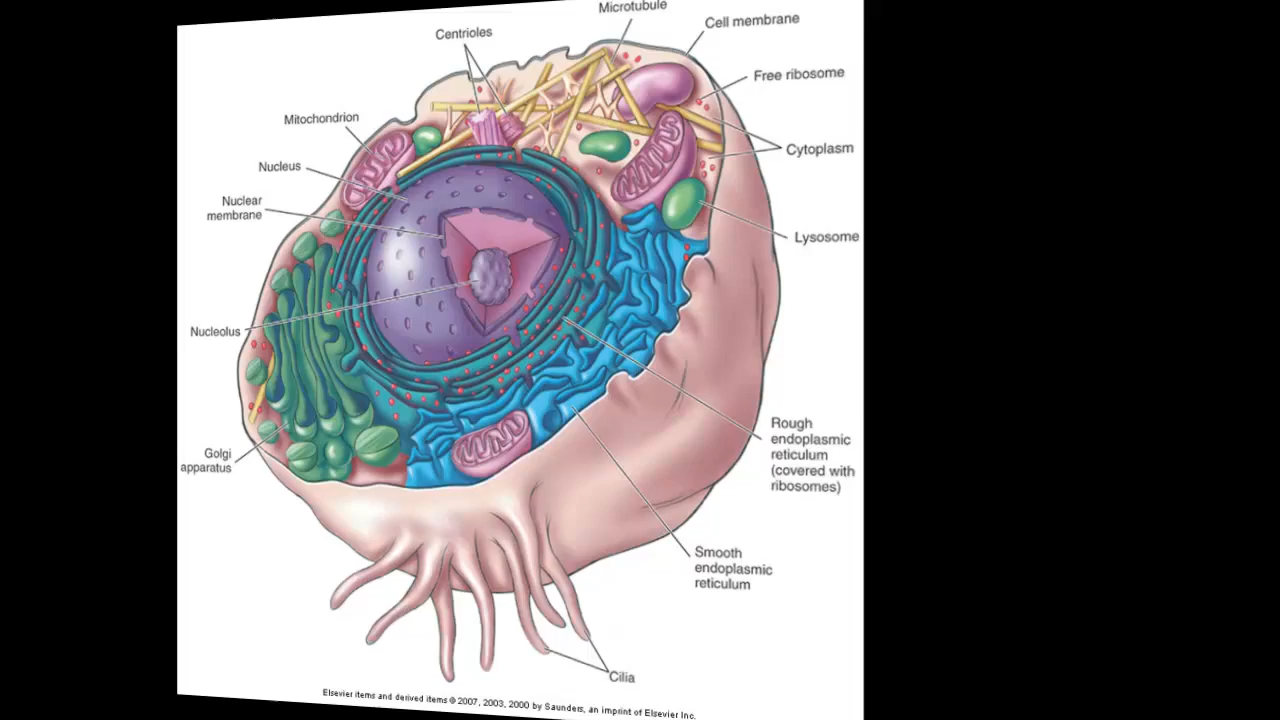 Microtubule
Cell membrane
Centrioles
Free ribosome
Mitochondrion
Cytoplasm
Nucleus
Nuclear
membrane
Lysosome
Nucleolus
Rough
endoplasmic
reticulum
(covered with
ribosomes)
Golgi
apparatus
Smooth
endoplasmic
reticulum
Cilia
Elsevier items and derived items © 2007, 2003, 2000 by Saunders, an imprint of Elsevier Inc.